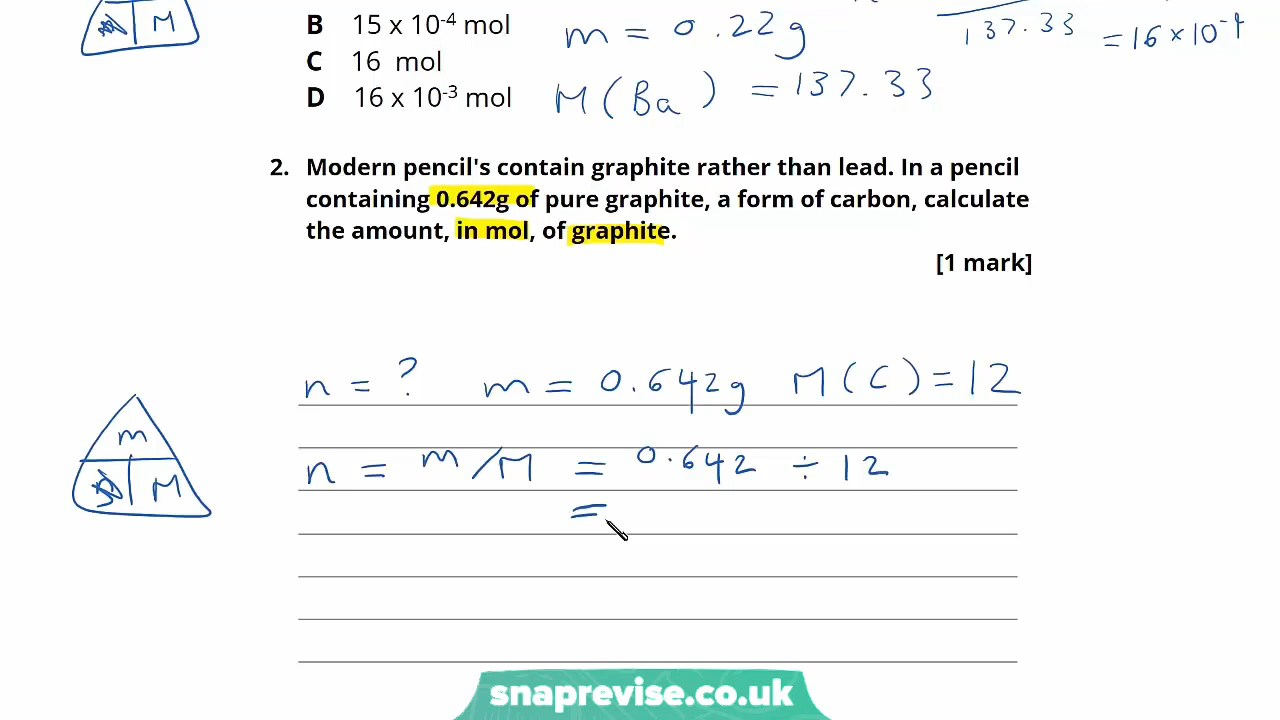 M
B 15 x 10⁻⁴ mol
m = 0.22g
137.33
= 16 × 10⁻⁴
C 16 mol
D 16 x 10⁻³ mol
M(Ba) = 137.33
2. Modern pencil's contain graphite rather than lead. In a pencil
containing 0.642g of pure graphite, a form of carbon, calculate
the amount, in mol, of graphite.
[1 mark]
n = ? m = 0.642g M(C) = 12
m
M
n = m/M = 0.642 ÷ 12
=
snaprevise.co.uk